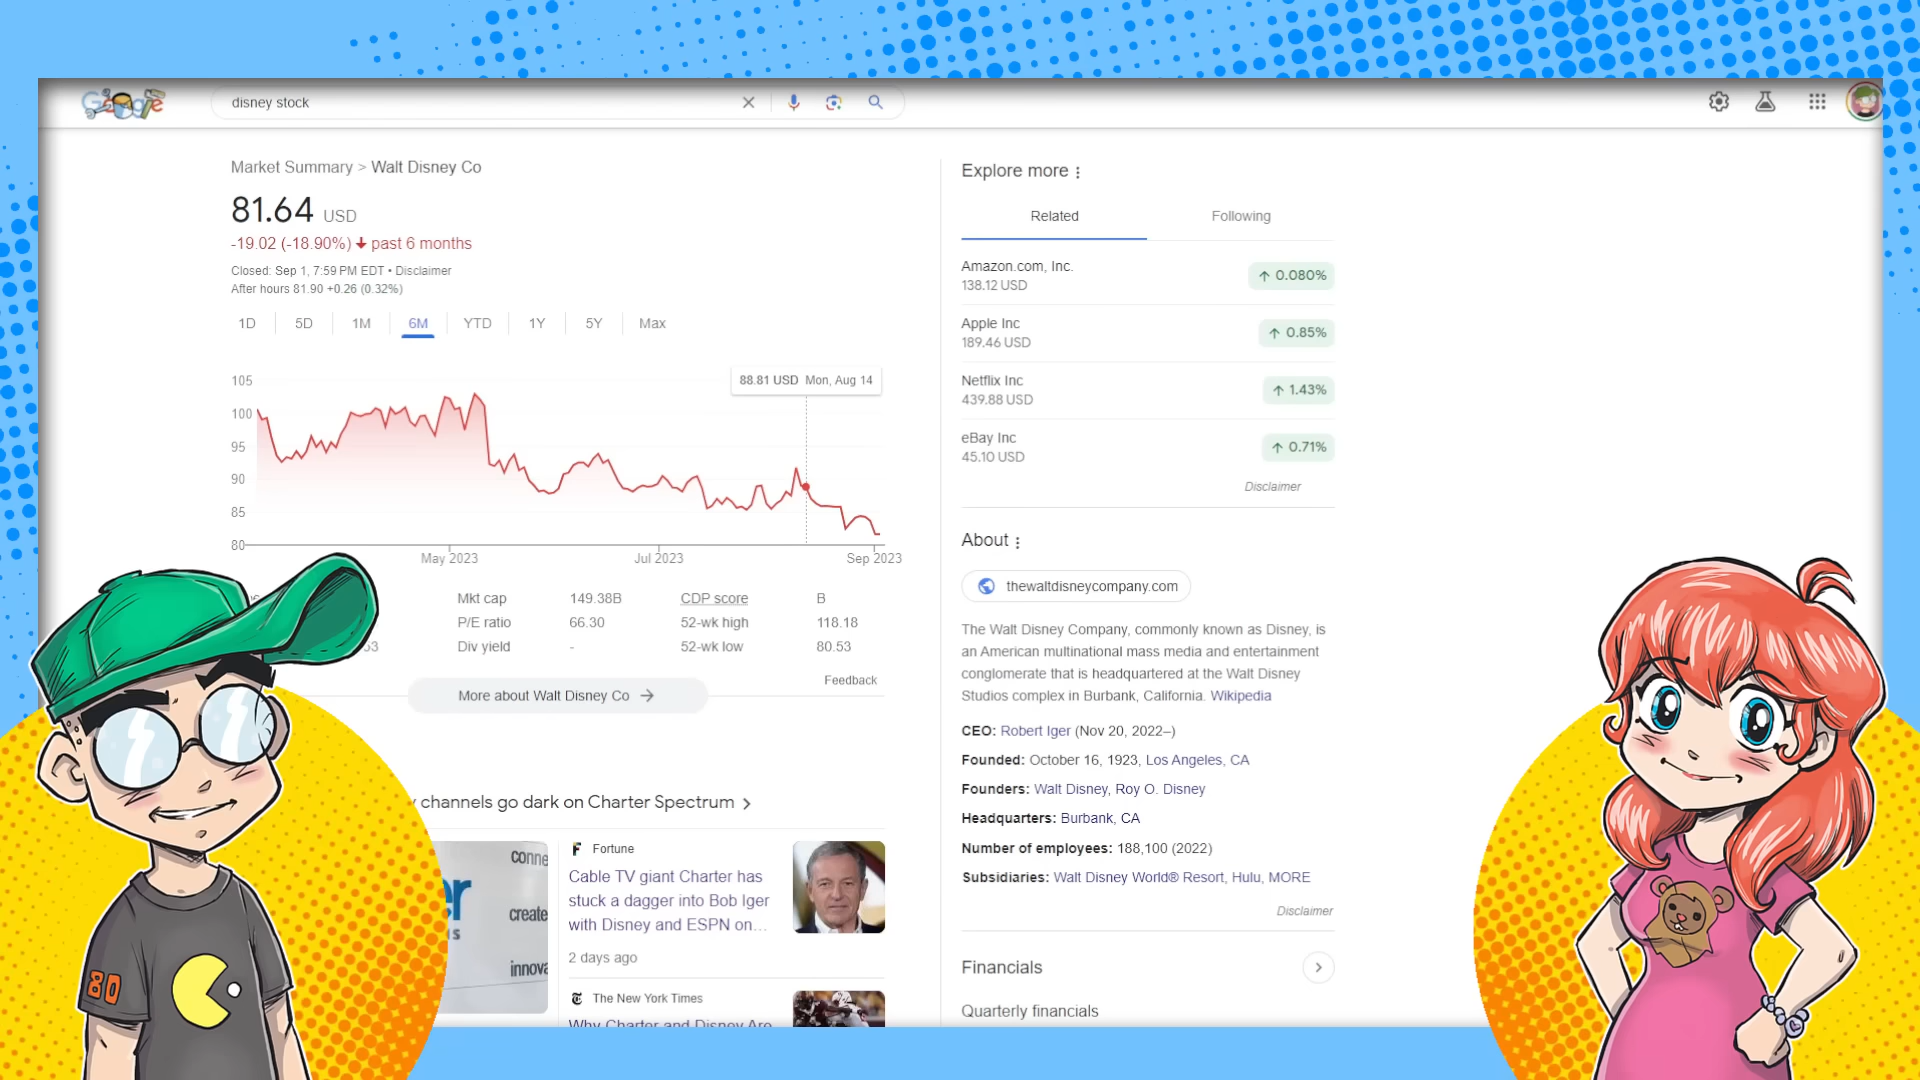 Google
disney stock
Market Summary > Walt Disney Co
81.64 USD
-19.02 (-18.90%) ↓ past 6 months
Closed: Sep 1, 7:59 PM EDT • Disclaimer
After hours 81.90 +0.26 (0.32%)
1D 5D 1M 6M YTD 1Y 5Y Max
88.81 USD Mon, Aug 14
105
100
95
90
85
80
May 2023 Jul 2023 Sep 2023
Mkt cap 149.38B CDP score B
P/E ratio 66.30 52-wk high 118.18
Div yield - 52-wk low 80.53
Feedback
More about Walt Disney Co →
channels go dark on Charter Spectrum >
Fortune
Cable TV giant Charter has
stuck a dagger into Bob Iger
with Disney and ESPN on…
2 days ago
The New York Times
Why Charter and Disney Are
Explore more
Related Following
Amazon.com, Inc.
138.12 USD
↑ 0.080%
Apple Inc
189.46 USD
↑ 0.85%
Netflix Inc
439.88 USD
↑ 1.43%
eBay Inc
45.10 USD
↑ 0.71%
Disclaimer
About
thewaltdisneycompany.com
The Walt Disney Company, commonly known as Disney, is
an American multinational mass media and entertainment
conglomerate that is headquartered at the Walt Disney
Studios complex in Burbank, California. Wikipedia
CEO: Robert Iger (Nov 20, 2022–)
Founded: October 16, 1923, Los Angeles, CA
Founders: Walt Disney, Roy O. Disney
Headquarters: Burbank, CA
Number of employees: 188,100 (2022)
Subsidiaries: Walt Disney World® Resort, Hulu, MORE
Disclaimer
Financials
Quarterly financials
80